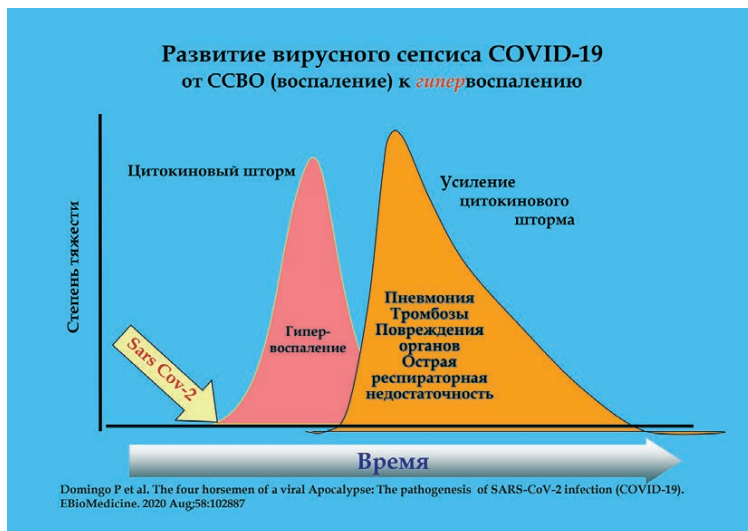 Развитие вирусного сепсиса COVID-19
от ССВО (воспаление) к гипервоспалению
Цитокиновый шторм
Усиление
цитокинового
шторма
Степень тяжести
Sars Cov-2
Гипер-
воспаление
Пневмония
Тромбозы
Повреждения
органов
Острая
респираторная
недостаточность
Время
Domingo P et al. The four horsemen of a viral Apocalypse: The pathogenesis of SARS-CoV-2 infection (COVID-19).
EBioMedicine. 2020 Aug;58:102887